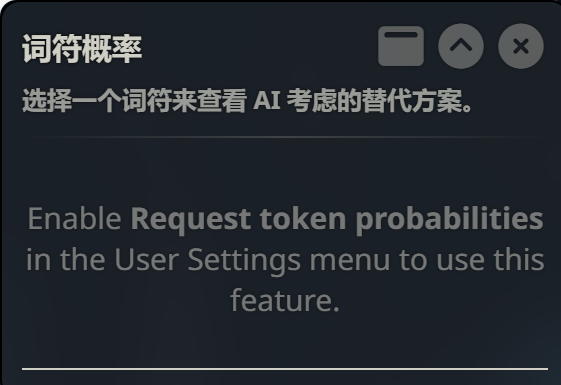 词符概率
选择一个词符来查看 AI 考虑的替代方案。
Enable Request token probabilities
in the User Settings menu to use this
feature.